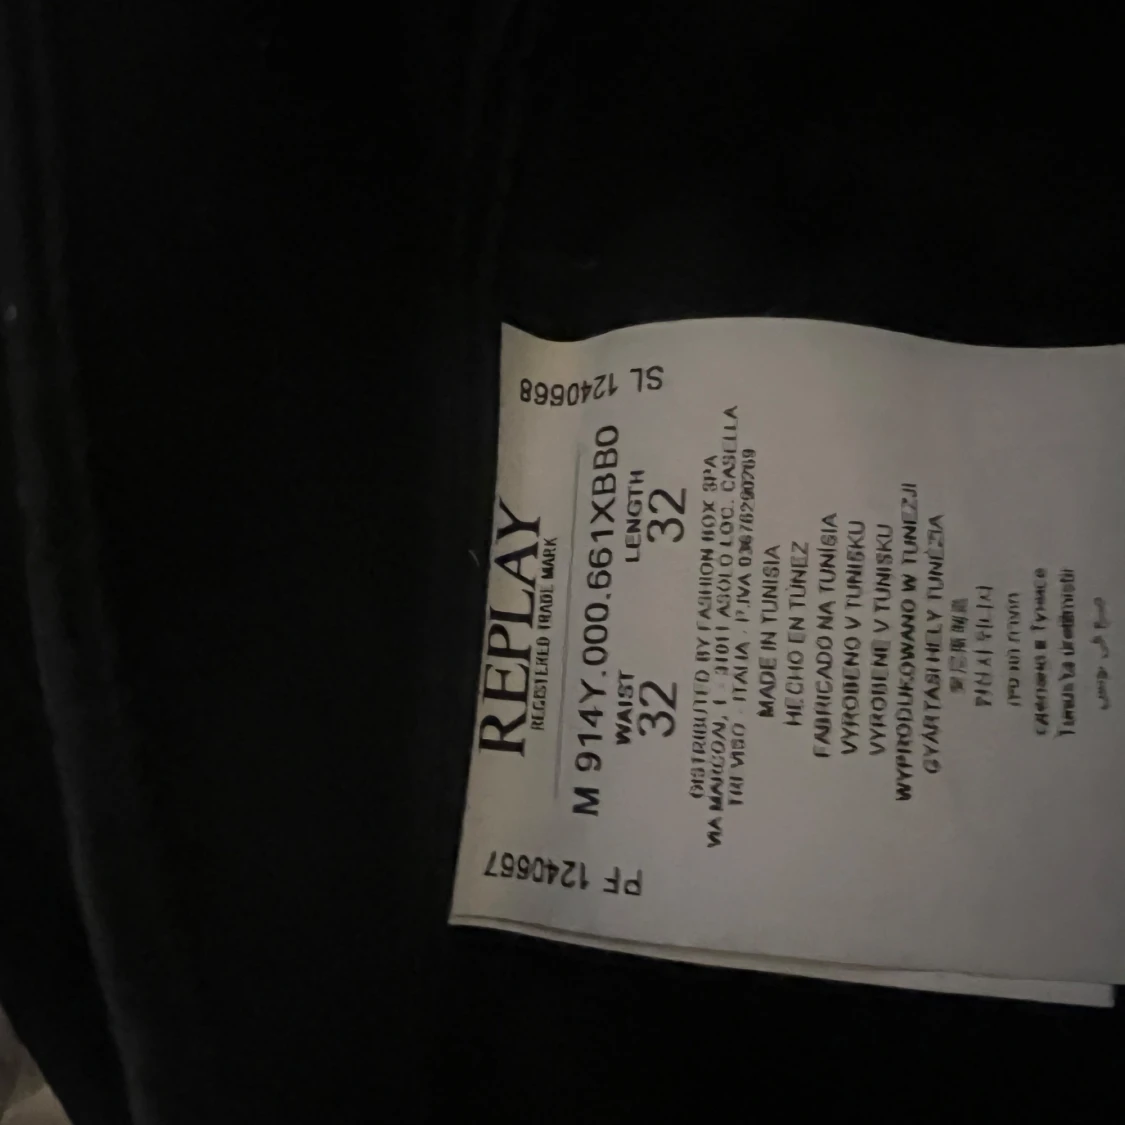 REPLAY
REGISTERED TRADE MARK
M 914Y.000.661XBB0
WAIST LENGTH
32 32
PF 1240667
SL 1240668
DISTRIBUTED BY FASHION BOX SPA
VIA MARCONI, 1 - 31011 ASOLO LOC. CASELLA
TREVISO - ITALIA - P.IVA
MADE IN TUNISIA
HECHO EN TÚNEZ
FABRICADO NA TUNÍSIA
VYROBENO V TUNISKU
VYROBENÉ V TUNISKU
WYPRODUKOWANO W TUNEZJI
GYÁRTÁSI HELY TUNÉZIA